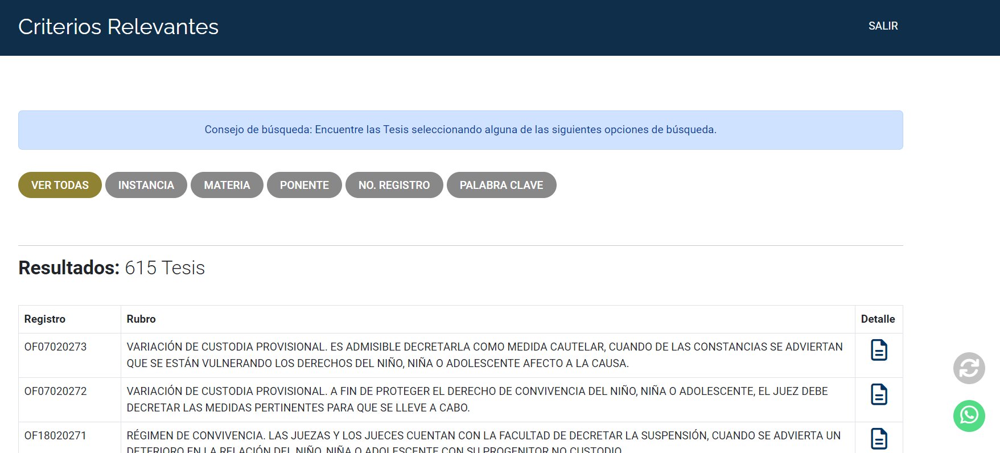 Criterios Relevantes
SALIR
Consejo de búsqueda: Encuentre las Tesis seleccionando alguna de las siguientes opciones de búsqueda.
VER TODAS
INSTANCIA
MATERIA
PONENTE
NO. REGISTRO
PALABRA CLAVE
Resultados: 615 Tesis
Registro
Rubro
Detalle
OF07020273
VARIACIÓN DE CUSTODIA PROVISIONAL. ES ADMISIBLE DECRETARLA COMO MEDIDA CAUTELAR, CUANDO DE LAS CONSTANCIAS SE ADVIERTAN
QUE SE ESTÁN VULNERANDO LOS DERECHOS DEL NIÑO, NIÑA O ADOLESCENTE AFECTO A LA CAUSA.
OF07020272
VARIACIÓN DE CUSTODIA PROVISIONAL. A FIN DE PROTEGER EL DERECHO DE CONVIVENCIA DEL NIÑO, NIÑA O ADOLESCENTE, EL JUEZ DEBE
DECRETAR LAS MEDIDAS PERTINENTES PARA QUE SE LLEVE A CABO.
OF18020271
RÉGIMEN DE CONVIVENCIA. LAS JUEZAS Y LOS JUECES CUENTAN CON LA FACULTAD DE DECRETAR LA SUSPENSIÓN, CUANDO SE ADVIERTA UN
DETERIORO EN LA RELACIÓN DEL NIÑO, NIÑA O ADOLESCENTE CON SU PROGENITOR NO CUSTODIO.